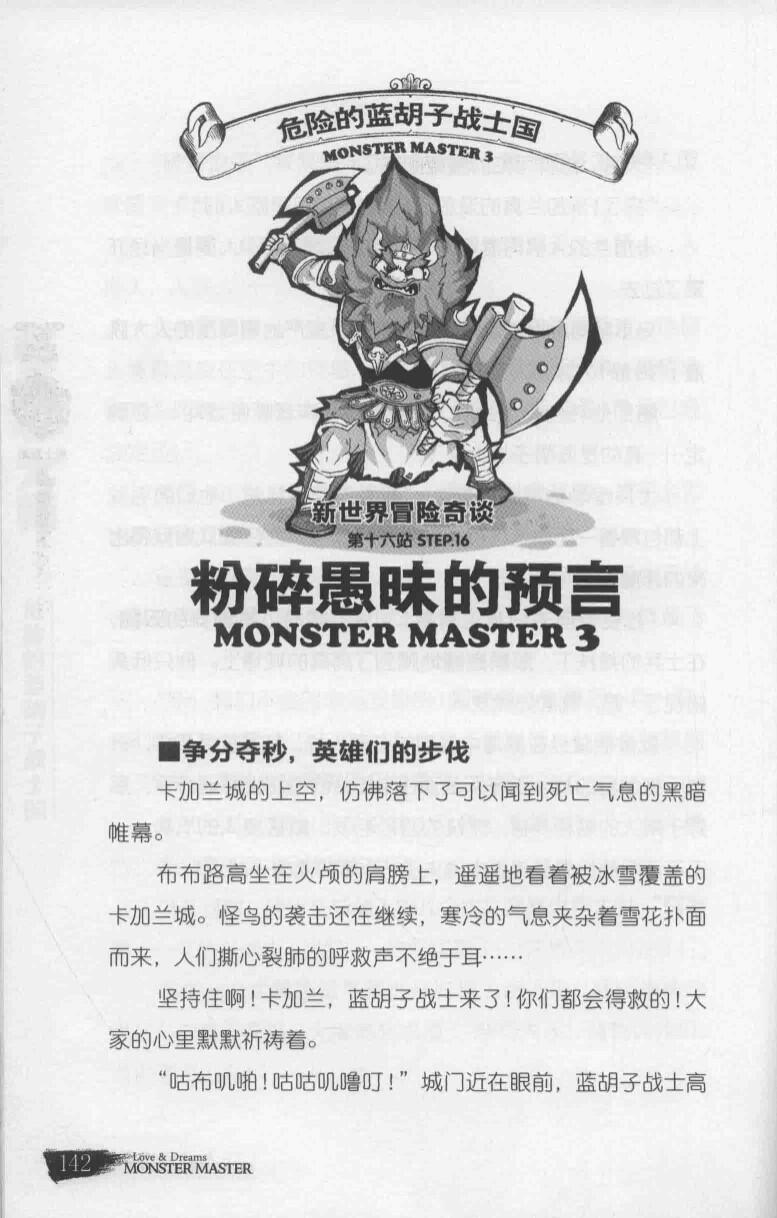 危险的蓝胡子战士国
MONSTER MASTER 3
新世界冒险奇谈
第十六站 STEP.16
粉碎愚昧的预言
MONSTER MASTER 3
■争分夺秒，英雄们的步伐
卡加兰城的上空，仿佛落下了可以闻到死亡气息的黑暗
帷幕。
布布路高坐在火颅的肩膀上，遥遥地看着被冰雪覆盖的
卡加兰城。怪鸟的袭击还在继续，寒冷的气息夹杂着雪花扑面
而来，人们撕心裂肺的呼救声不绝于耳……
坚持住啊！卡加兰，蓝胡子战士来了！你们都会得救的！大
家的心里默默祈祷着。
“咕布叽啪！咕咕叽噜叮！”城门近在眼前，蓝胡子战士高
142
Love & Dreams
MONSTER MASTER